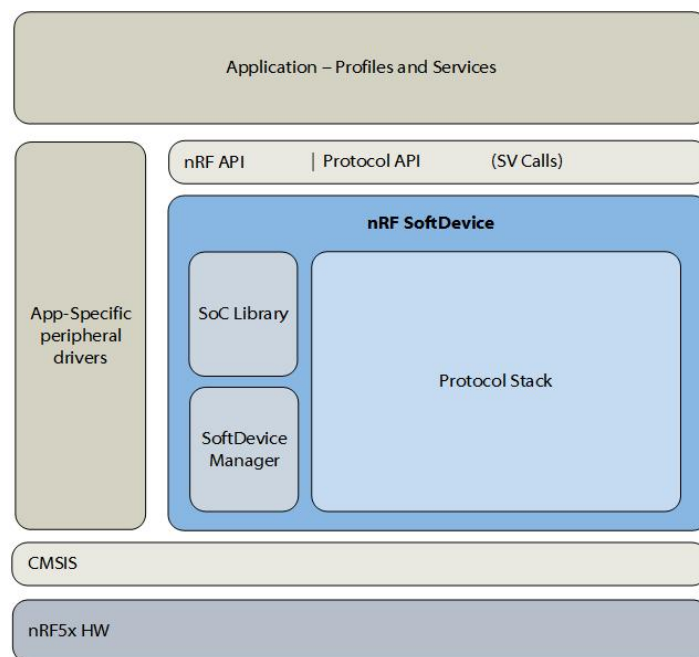 Application – Profiles and Services
nRF API | Protocol API (SV Calls)
nRF SoftDevice
App-Specific
peripheral
drivers
SoC Library
Protocol Stack
SoftDevice
Manager
CMSIS
nRF5x HW